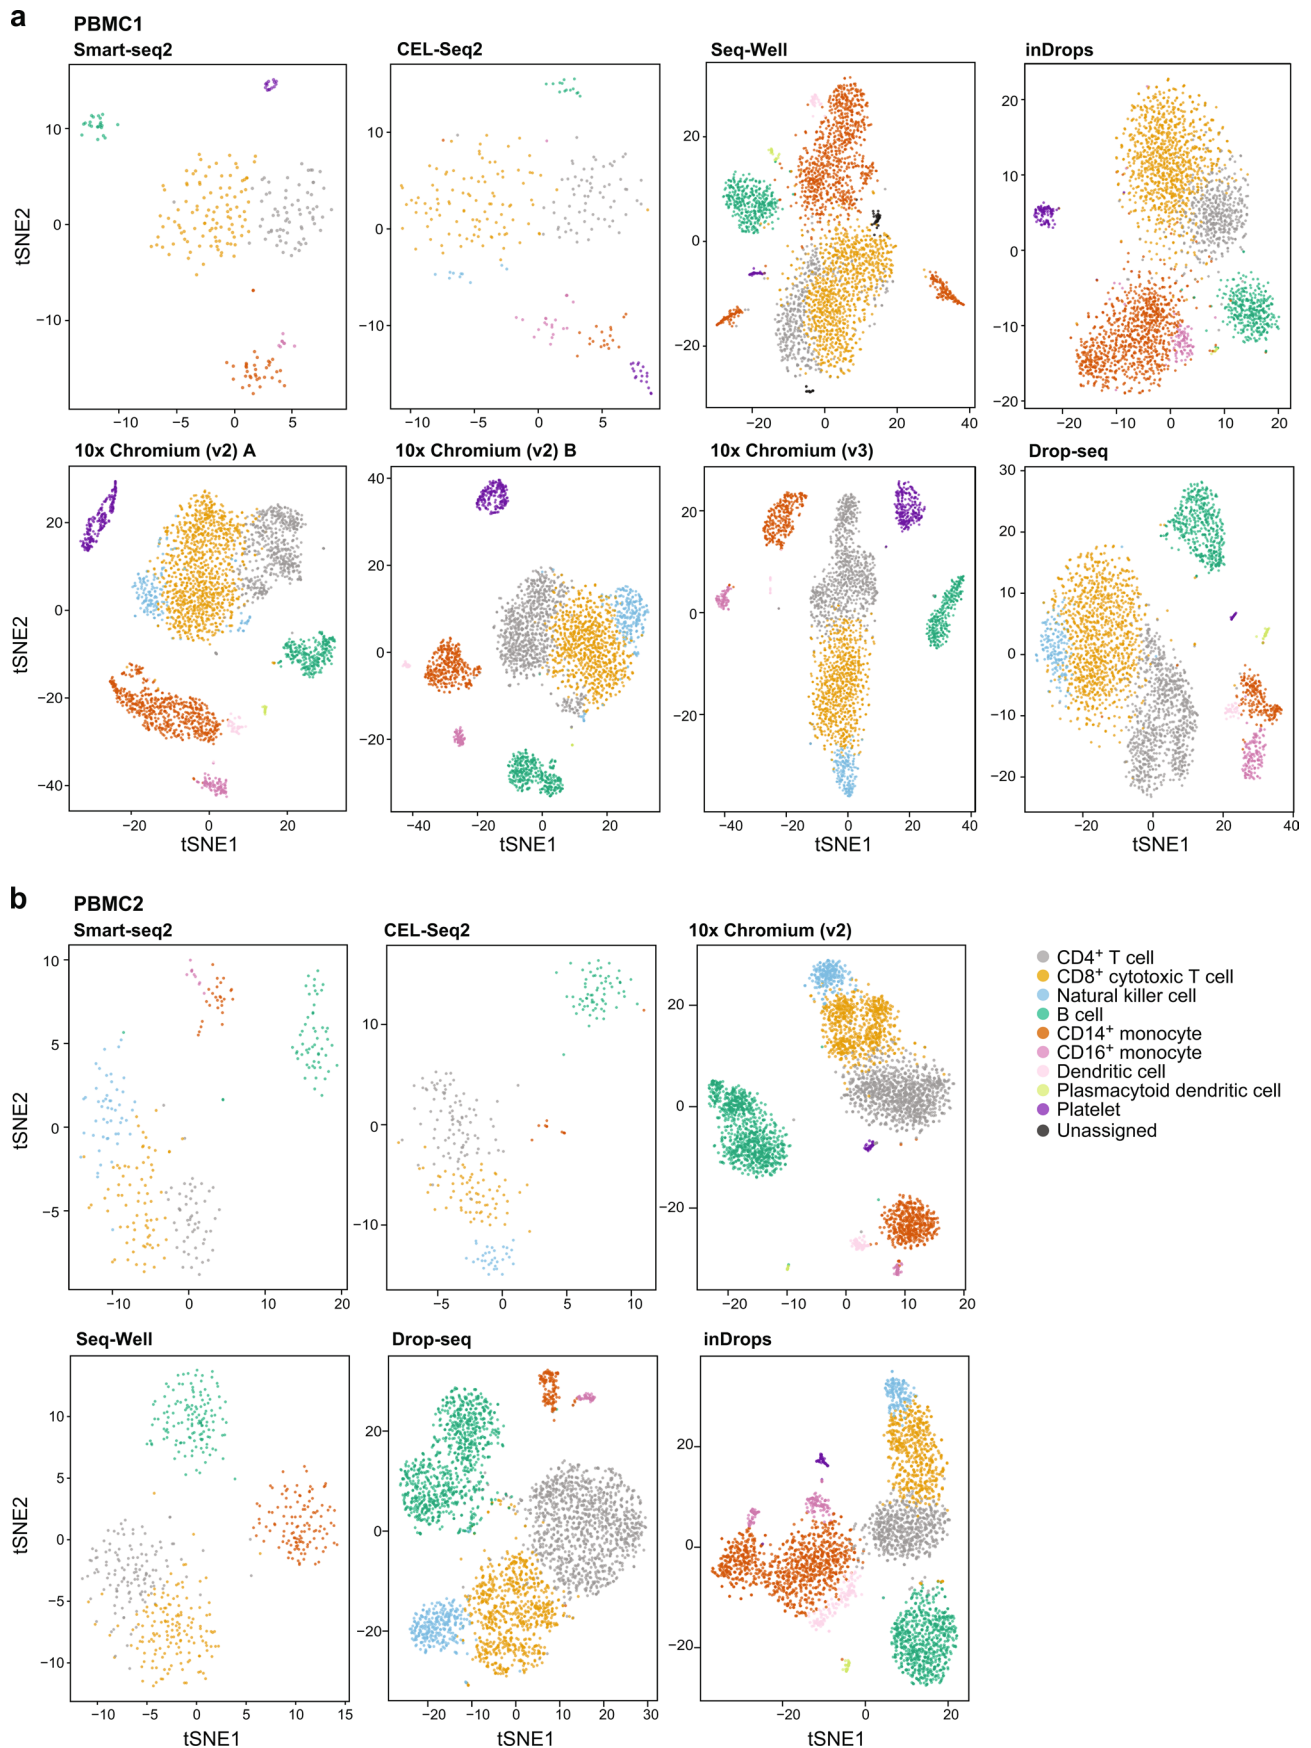 a
PBMC1
Smart-seq2 CEL-Seq2 Seq-Well inDrops
tSNE2
10
0
−10
−10 −5 0 5
10
0
−10
−10 −5 0 5
20
0
−20
−20 0 20 40
20
10
0
−10
−20
−20 −10 0 10 20
10x Chromium (v2) A 10x Chromium (v2) B 10x Chromium (v3) Drop-seq
tSNE2
20
0
−20
−40
−20 0 20
tSNE1
40
20
0
−20
−40 −20 0 20
tSNE1
20
0
−20
−40 −20 0 20 40
tSNE1
30
20
10
0
−10
−20
−20 0 20 40
tSNE1
b
PBMC2
Smart-seq2 CEL-Seq2 10x Chromium (v2)
tSNE2
10
5
0
−5
−10 0 10 20
10
0
−10
−5 0 5 10
20
0
−20
−20 −10 0 10 20
CD4+ T cell
CD8+ cytotoxic T cell
Natural killer cell
B cell
CD14+ monocyte
CD16+ monocyte
Dendritic cell
Plasmacytoid dendritic cell
Platelet
Unassigned
Seq-Well Drop-seq inDrops
tSNE2
10
5
0
−5
−10
−10 −5 0 5 10 15
tSNE1
20
0
−20
−20 −10 0 10 20 30
tSNE1
20
0
−20
−20 0 20
tSNE1